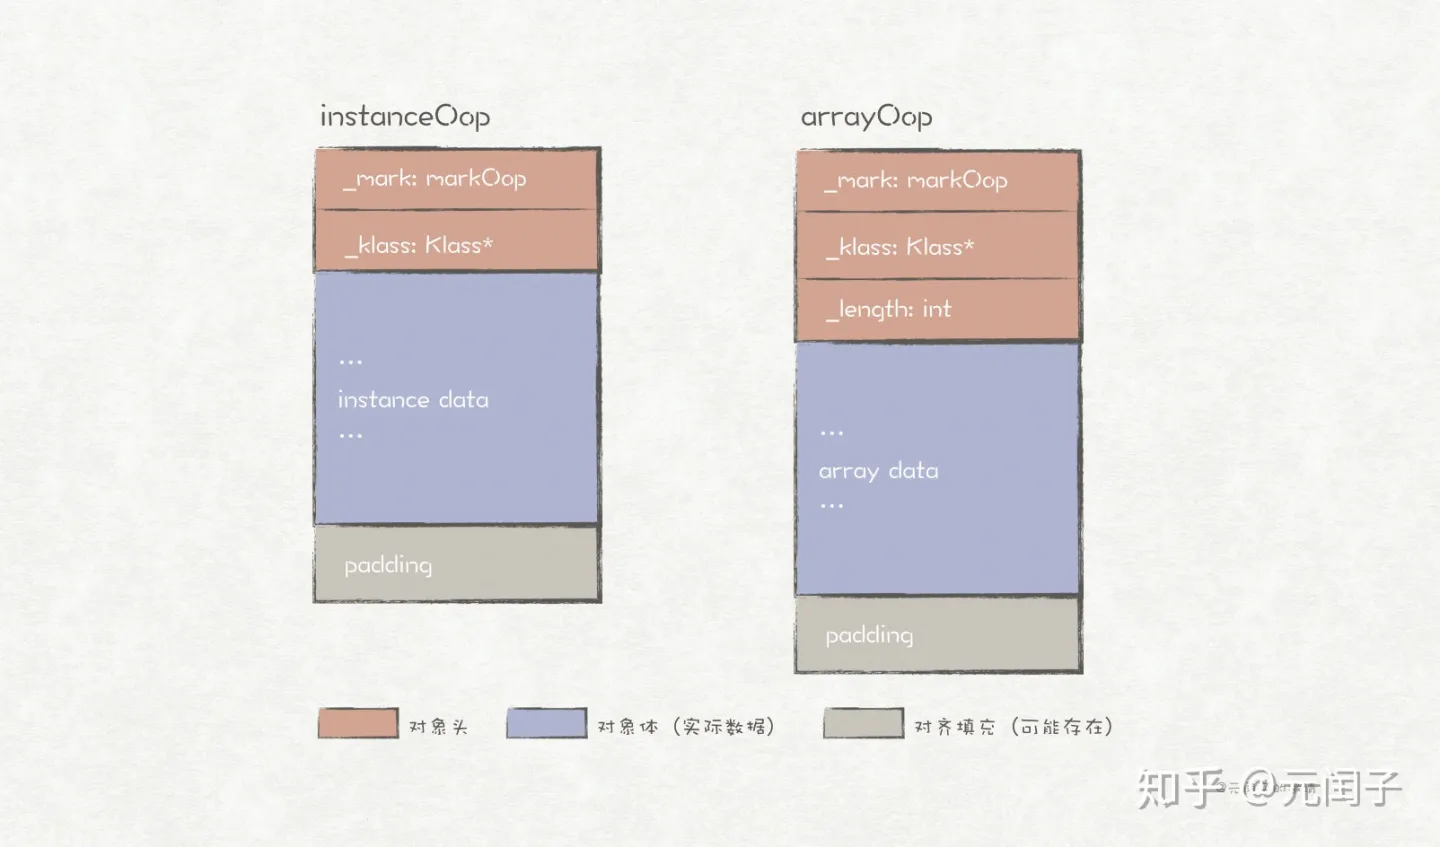 instanceOop
_mark: markOop
_klass: Klass*
...
instance data
...
padding
arrayOop
_mark: markOop
_klass: Klass*
_length: int
...
array data
...
padding
对象头
对象体（实际数据）
对齐填充（可能存在）
知乎 @元闰子